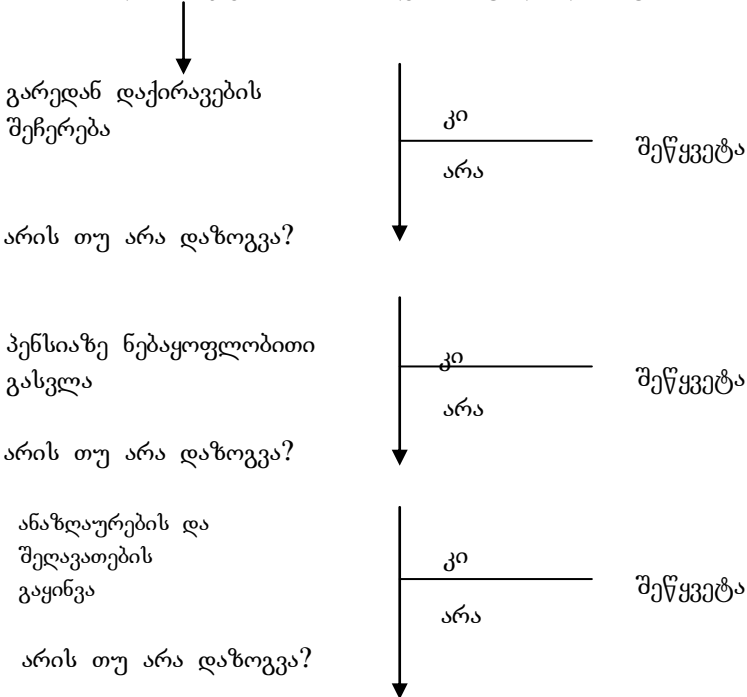 გარედან დაქირავების
შეჩერება
კი
არა
შეწყვეტა
არის თუ არა დაზოგვა?
პენსიაზე ნებაყოფლობითი
გასვლა
კი
არა
შეწყვეტა
არის თუ არა დაზოგვა?
ანაზღაურების და
შეღავათების
გაყინვა
კი
არა
შეწყვეტა
არის თუ არა დაზოგვა?